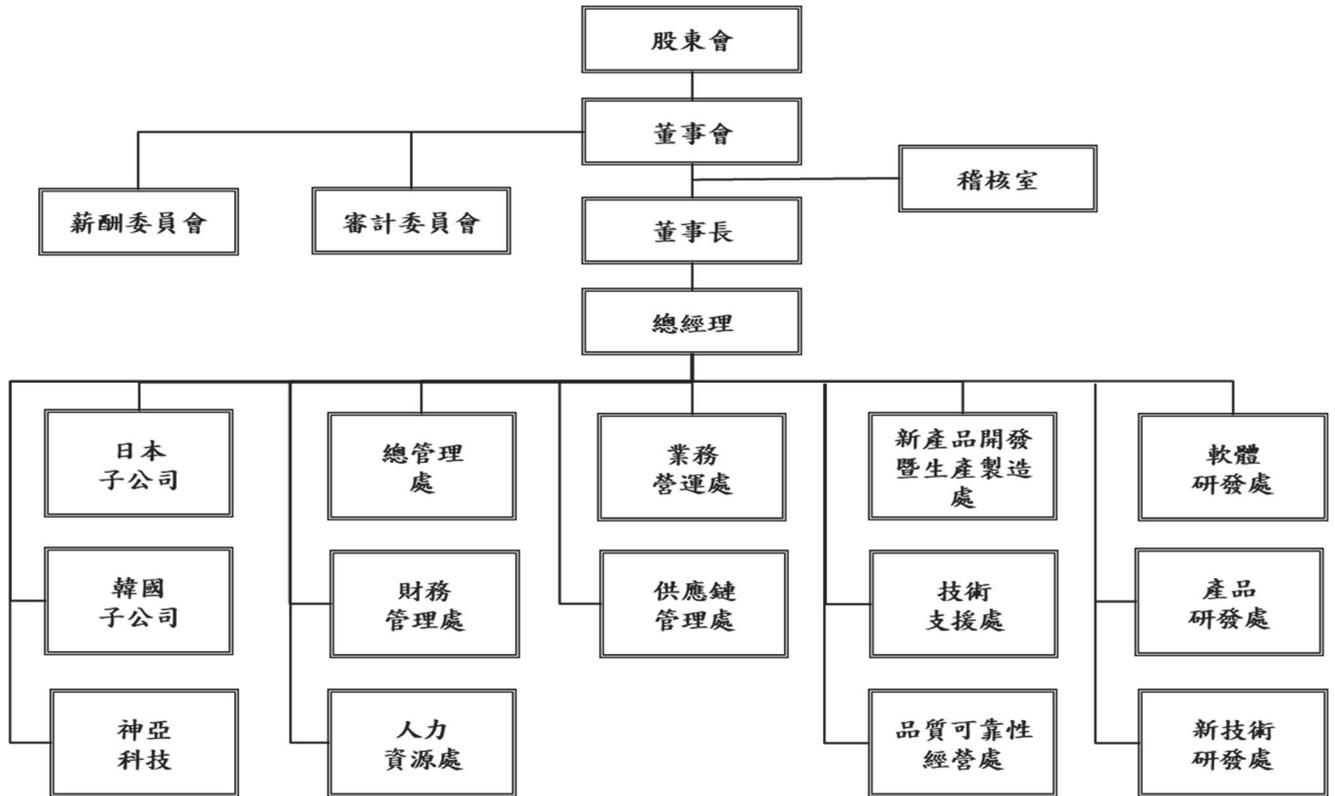 股東會
董事會
稽核室
薪酬委員會
審計委員會
董事長
總經理
日本
子公司
總管理
處
業務
營運處
新產品開發
暨生產製造
處
軟體
研發處
韓國
子公司
財務
管理處
供應鏈
管理處
技術
支援處
產品
研發處
神亞
科技
人力
資源處
品質可靠性
經營處
新技術
研發處